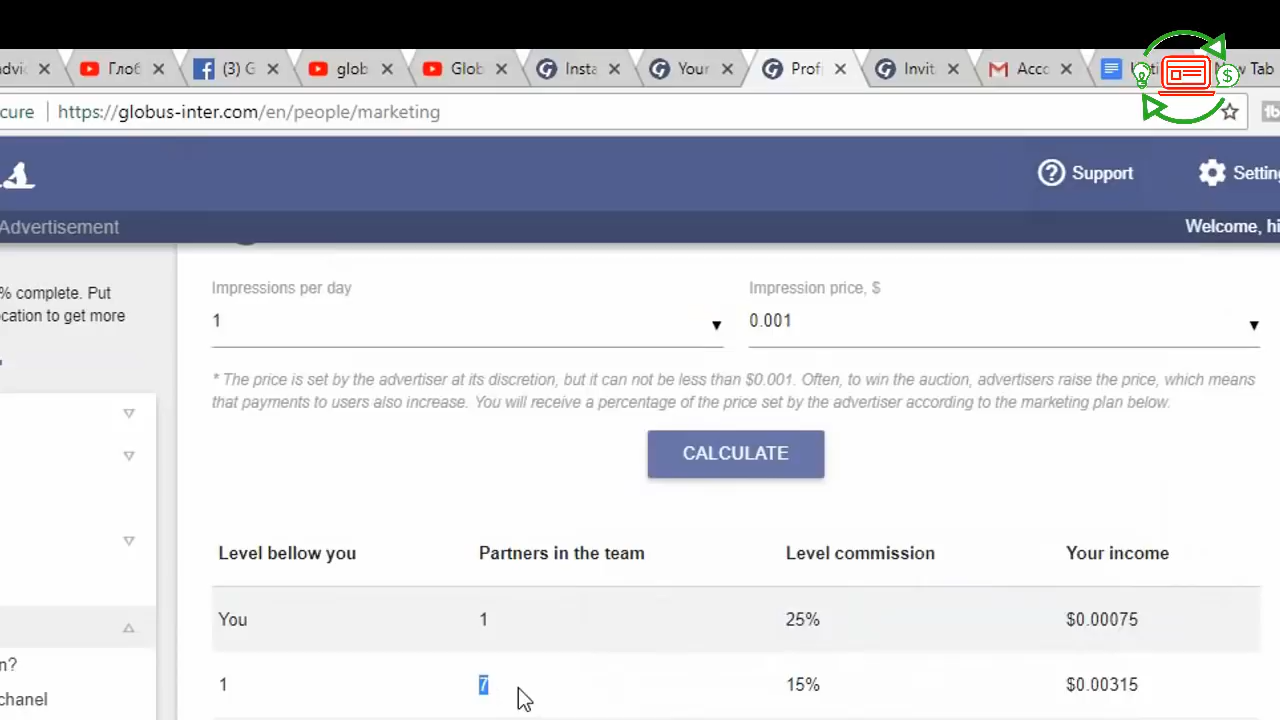 dvic
Глоб
(3) G
glob
Glob
Insta
Your
Profi
Invit
Acco
w Tab
cure
https://globus-inter.com/en/people/marketing
Support
Setting
Advertisement
Welcome, hi
% complete. Put
ocation to get more
Impressions per day
Impression price, $
1
0.001
* The price is set by the advertiser at its discretion, but it can not be less than $0.001. Often, to win the auction, advertisers raise the price, which means
that payments to users also increase. You will receive a percentage of the price set by the advertiser according to the marketing plan below.
CALCULATE
Level bellow you Partners in the team Level commission Your income
You 1 25% $0.00075
1 7 15% $0.00315
n?
chanel